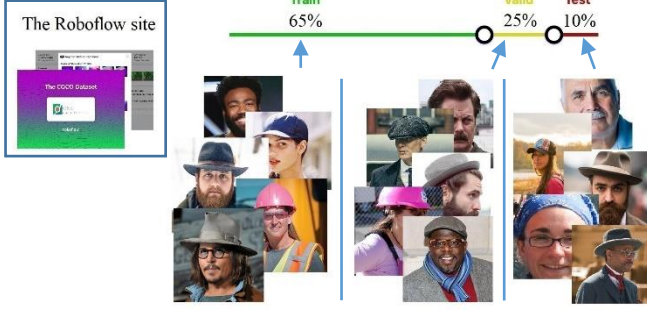 The Roboflow site
Train
Valid
Test
65%
25%
10%
The COCO Dataset